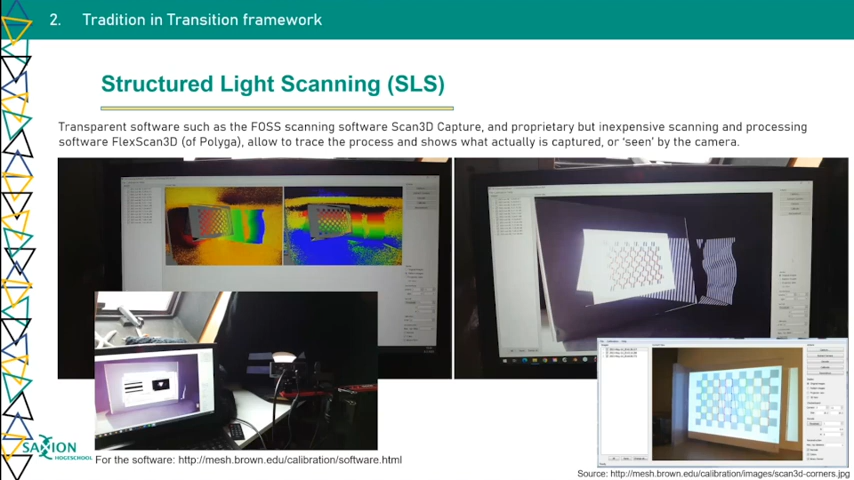 2. Tradition in Transition framework
Structured Light Scanning (SLS)
Transparent software such as the FOSS scanning software Scan3D Capture, and proprietary but inexpensive scanning and processing
software FlexScan3D (of Polyga), allow to trace the process and shows what actually is captured, or ‘seen’ by the camera.
SAXION
HOGESCHOOL
For the software: http://mesh.brown.edu/calibration/software.html
Source: http://mesh.brown.edu/calibration/images/scan3d-corners.jpg